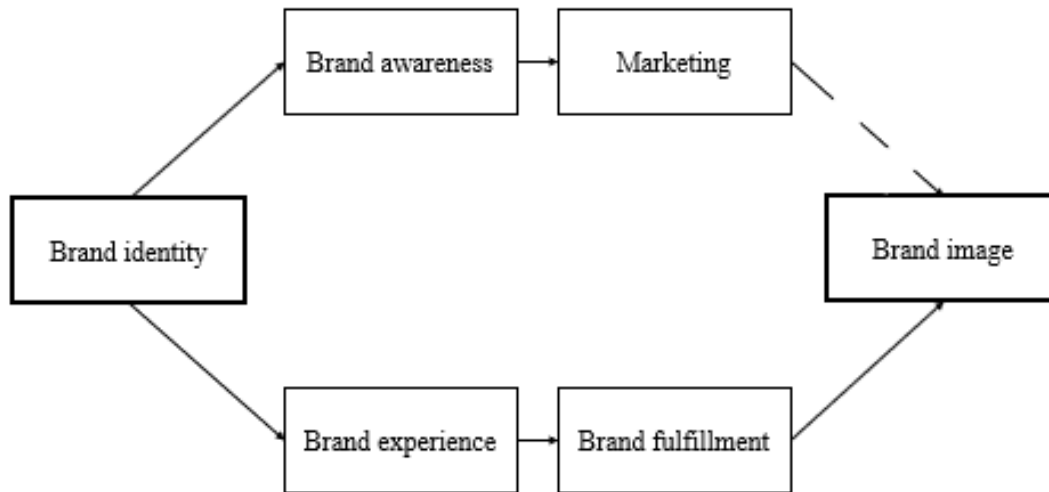 Brand awareness
Marketing
Brand identity
Brand image
Brand experience
Brand fulfillment